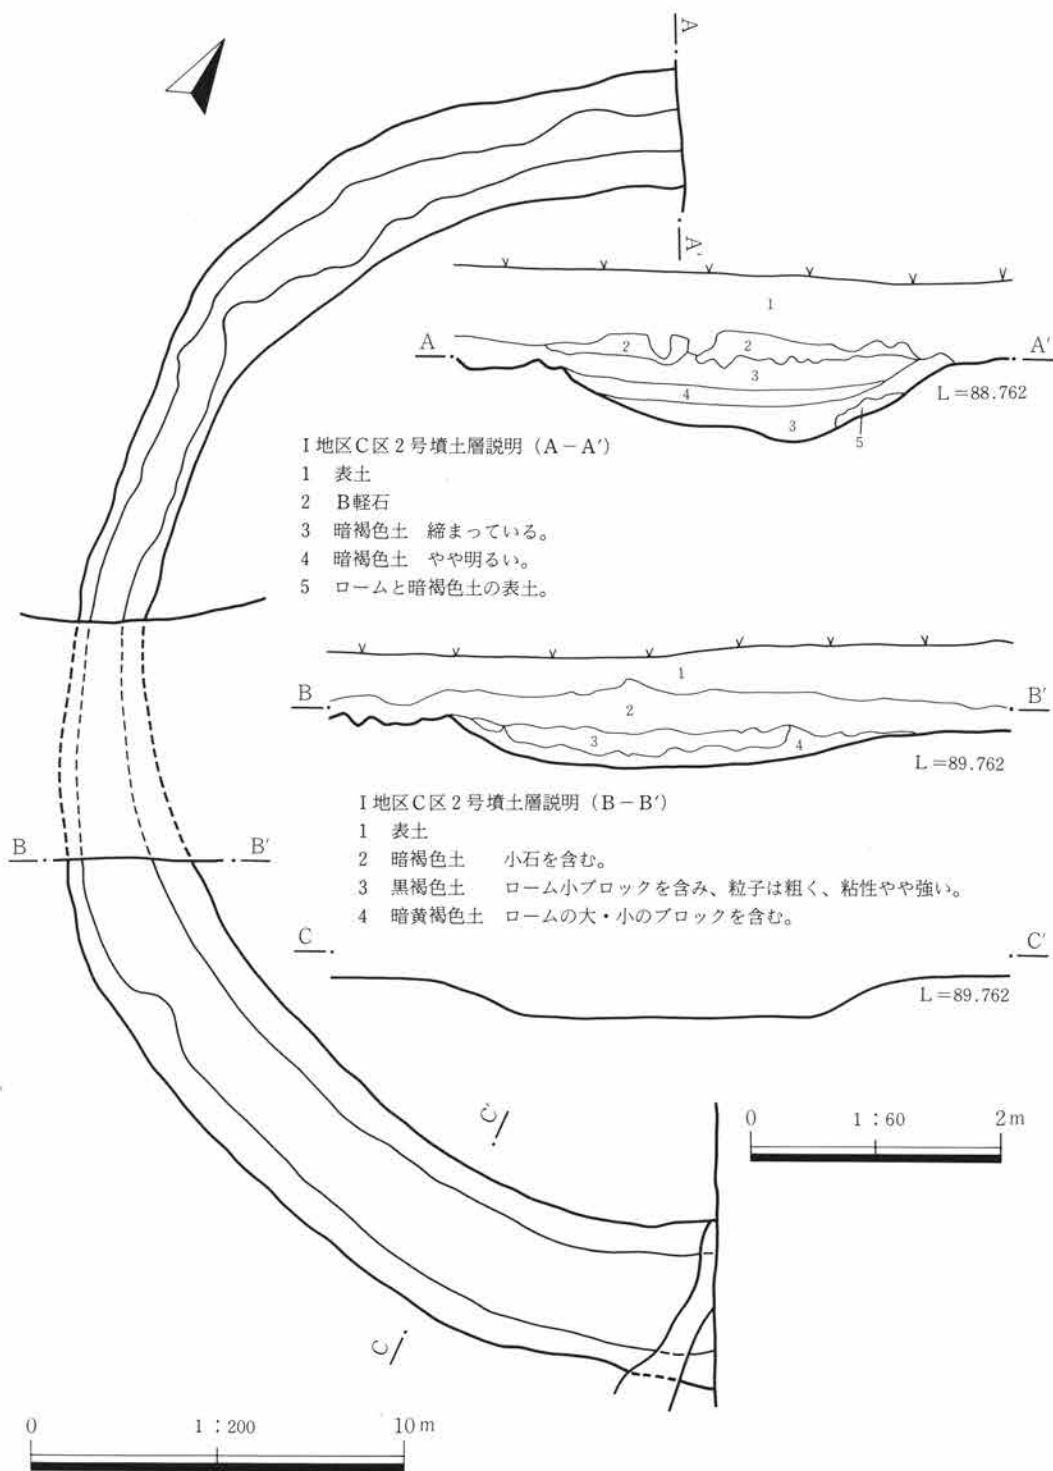 A
A'
1
2
2
A
A'
3
4
L=88.762
3
5
I地区C区2号墳土層説明（A－A'）
1 表土
2 B軽石
3 暗褐色土 締まっている。
4 暗褐色土 やや明るい。
5 ロームと暗褐色土の表土。
1
B
B'
2
3
4
L=89.762
I地区C区2号墳土層説明（B－B'）
1 表土
2 暗褐色土 小石を含む。
3 黒褐色土 ローム小ブロックを含み、粒子は粗く、粘性やや強い。
4 暗黄褐色土 ロームの大・小のブロックを含む。
B
B'
C
C'
L=89.762
C'
0 1：60 2m
C
0 1：200 10m